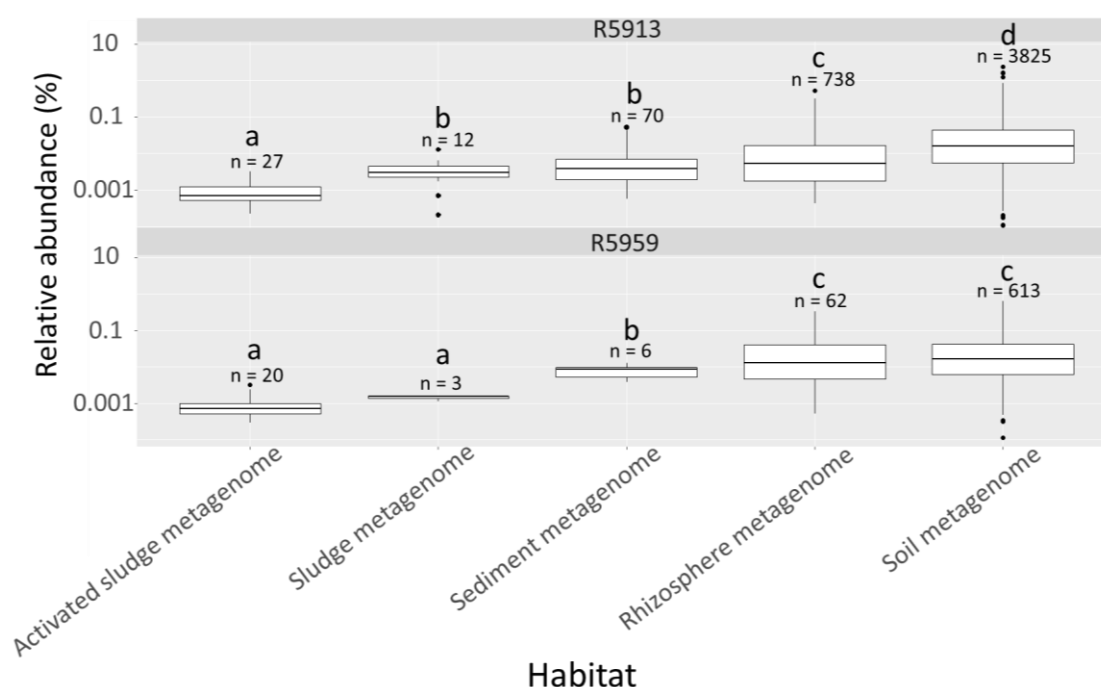 R5913
10
0.1
0.001
a
n = 27
b
n = 12
b
n = 70
c
n = 738
d
n = 3825
R5959
10
0.1
0.001
a
n = 20
a
n = 3
b
n = 6
c
n = 62
c
n = 613
Relative abundance (%)
Activated sludge metagenome
Sludge metagenome
Sediment metagenome
Rhizosphere metagenome
Soil metagenome
Habitat